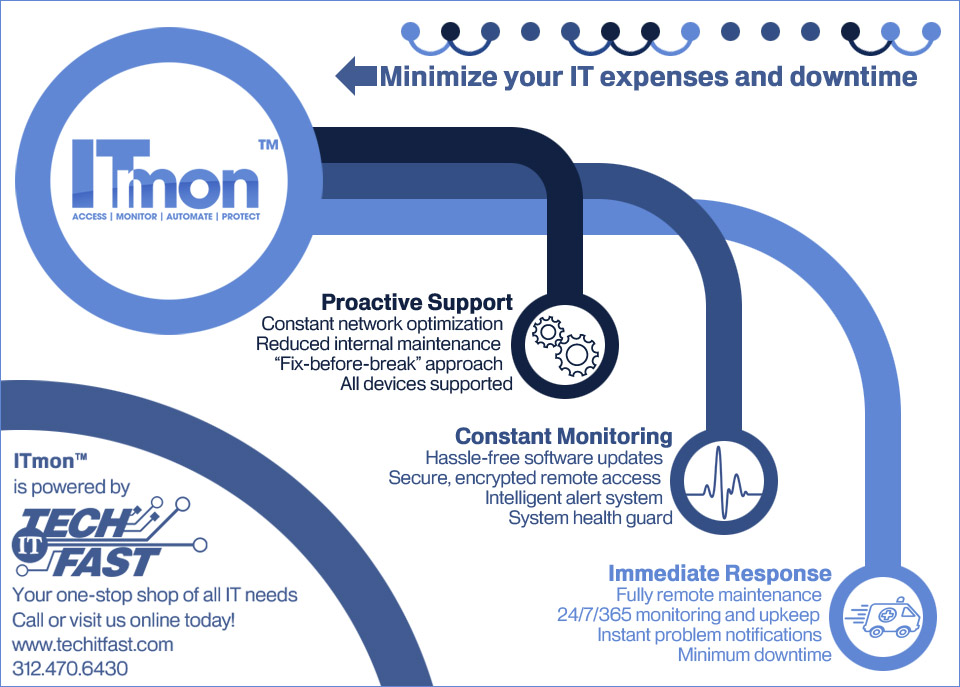 Minimize your IT expenses and downtime
ITmon™
ACCESS | MONITOR | AUTOMATE | PROTECT
Proactive Support
Constant network optimization
Reduced internal maintenance
“Fix-before-break” approach
All devices supported
Constant Monitoring
Hassle-free software updates
Secure, encrypted remote access
Intelligent alert system
System health guard
Immediate Response
Fully remote maintenance
24/7/365 monitoring and upkeep
Instant problem notifications
Minimum downtime
ITmon™
is powered by
TECH
IT
FAST
Your one-stop shop of all IT needs
Call or visit us online today!
www.techitfast.com
312.470.6430